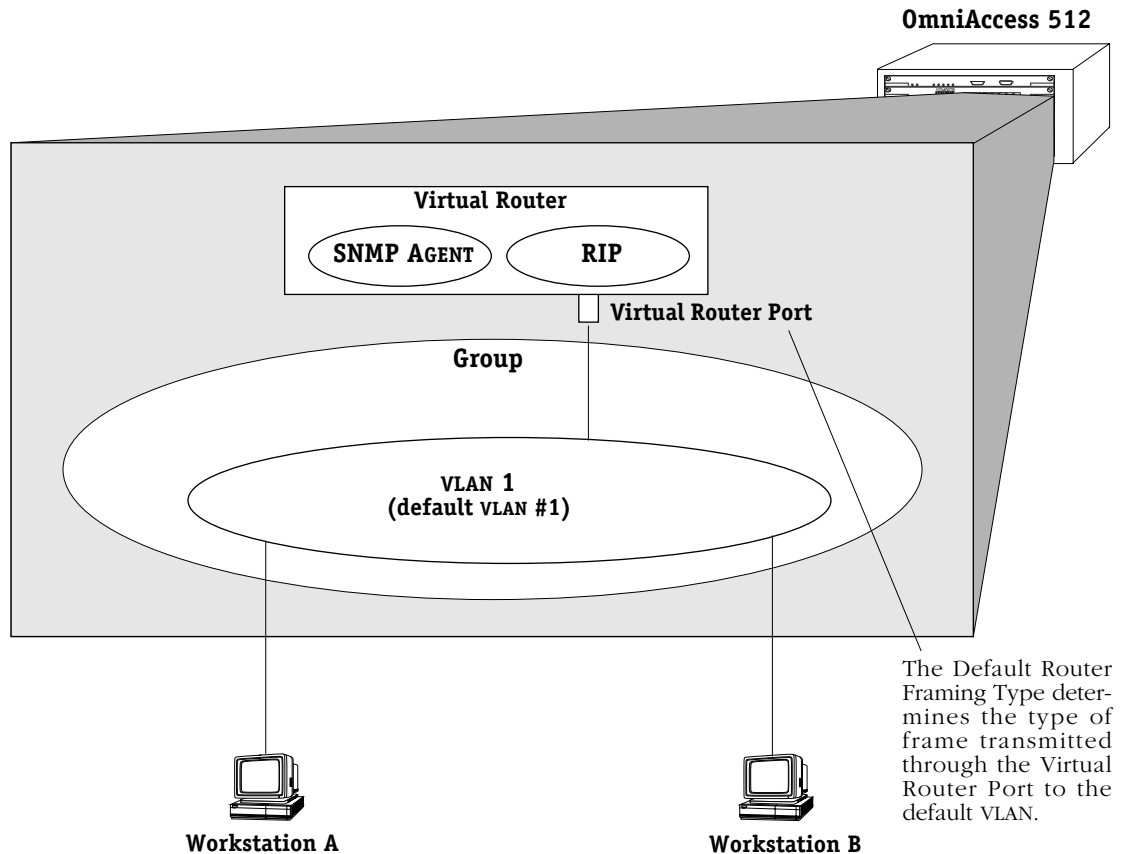 OmniAccess 512
Virtual Router
SNMP AGENT
RIP
Virtual Router Port
Group
VLAN 1
(default VLAN #1)
The Default Router
Framing Type deter-
mines the type of
frame transmitted
through the Virtual
Router Port to the
default VLAN.
Workstation A
Workstation B